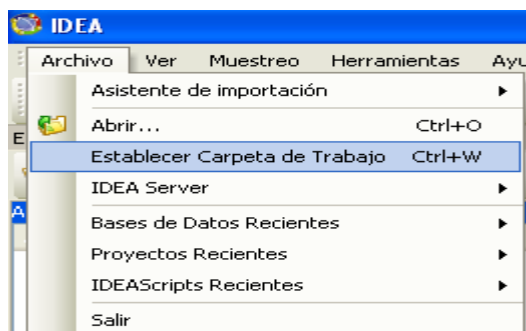 IDEA
Archivo Ver Muestreo Herramientas Ayu
Asistente de importación
Abrir... Ctrl+O
E
Establecer Carpeta de Trabajo Ctrl+W
IDEA Server
A
Bases de Datos Recientes
Proyectos Recientes
IDEAScripts Recientes
Salir